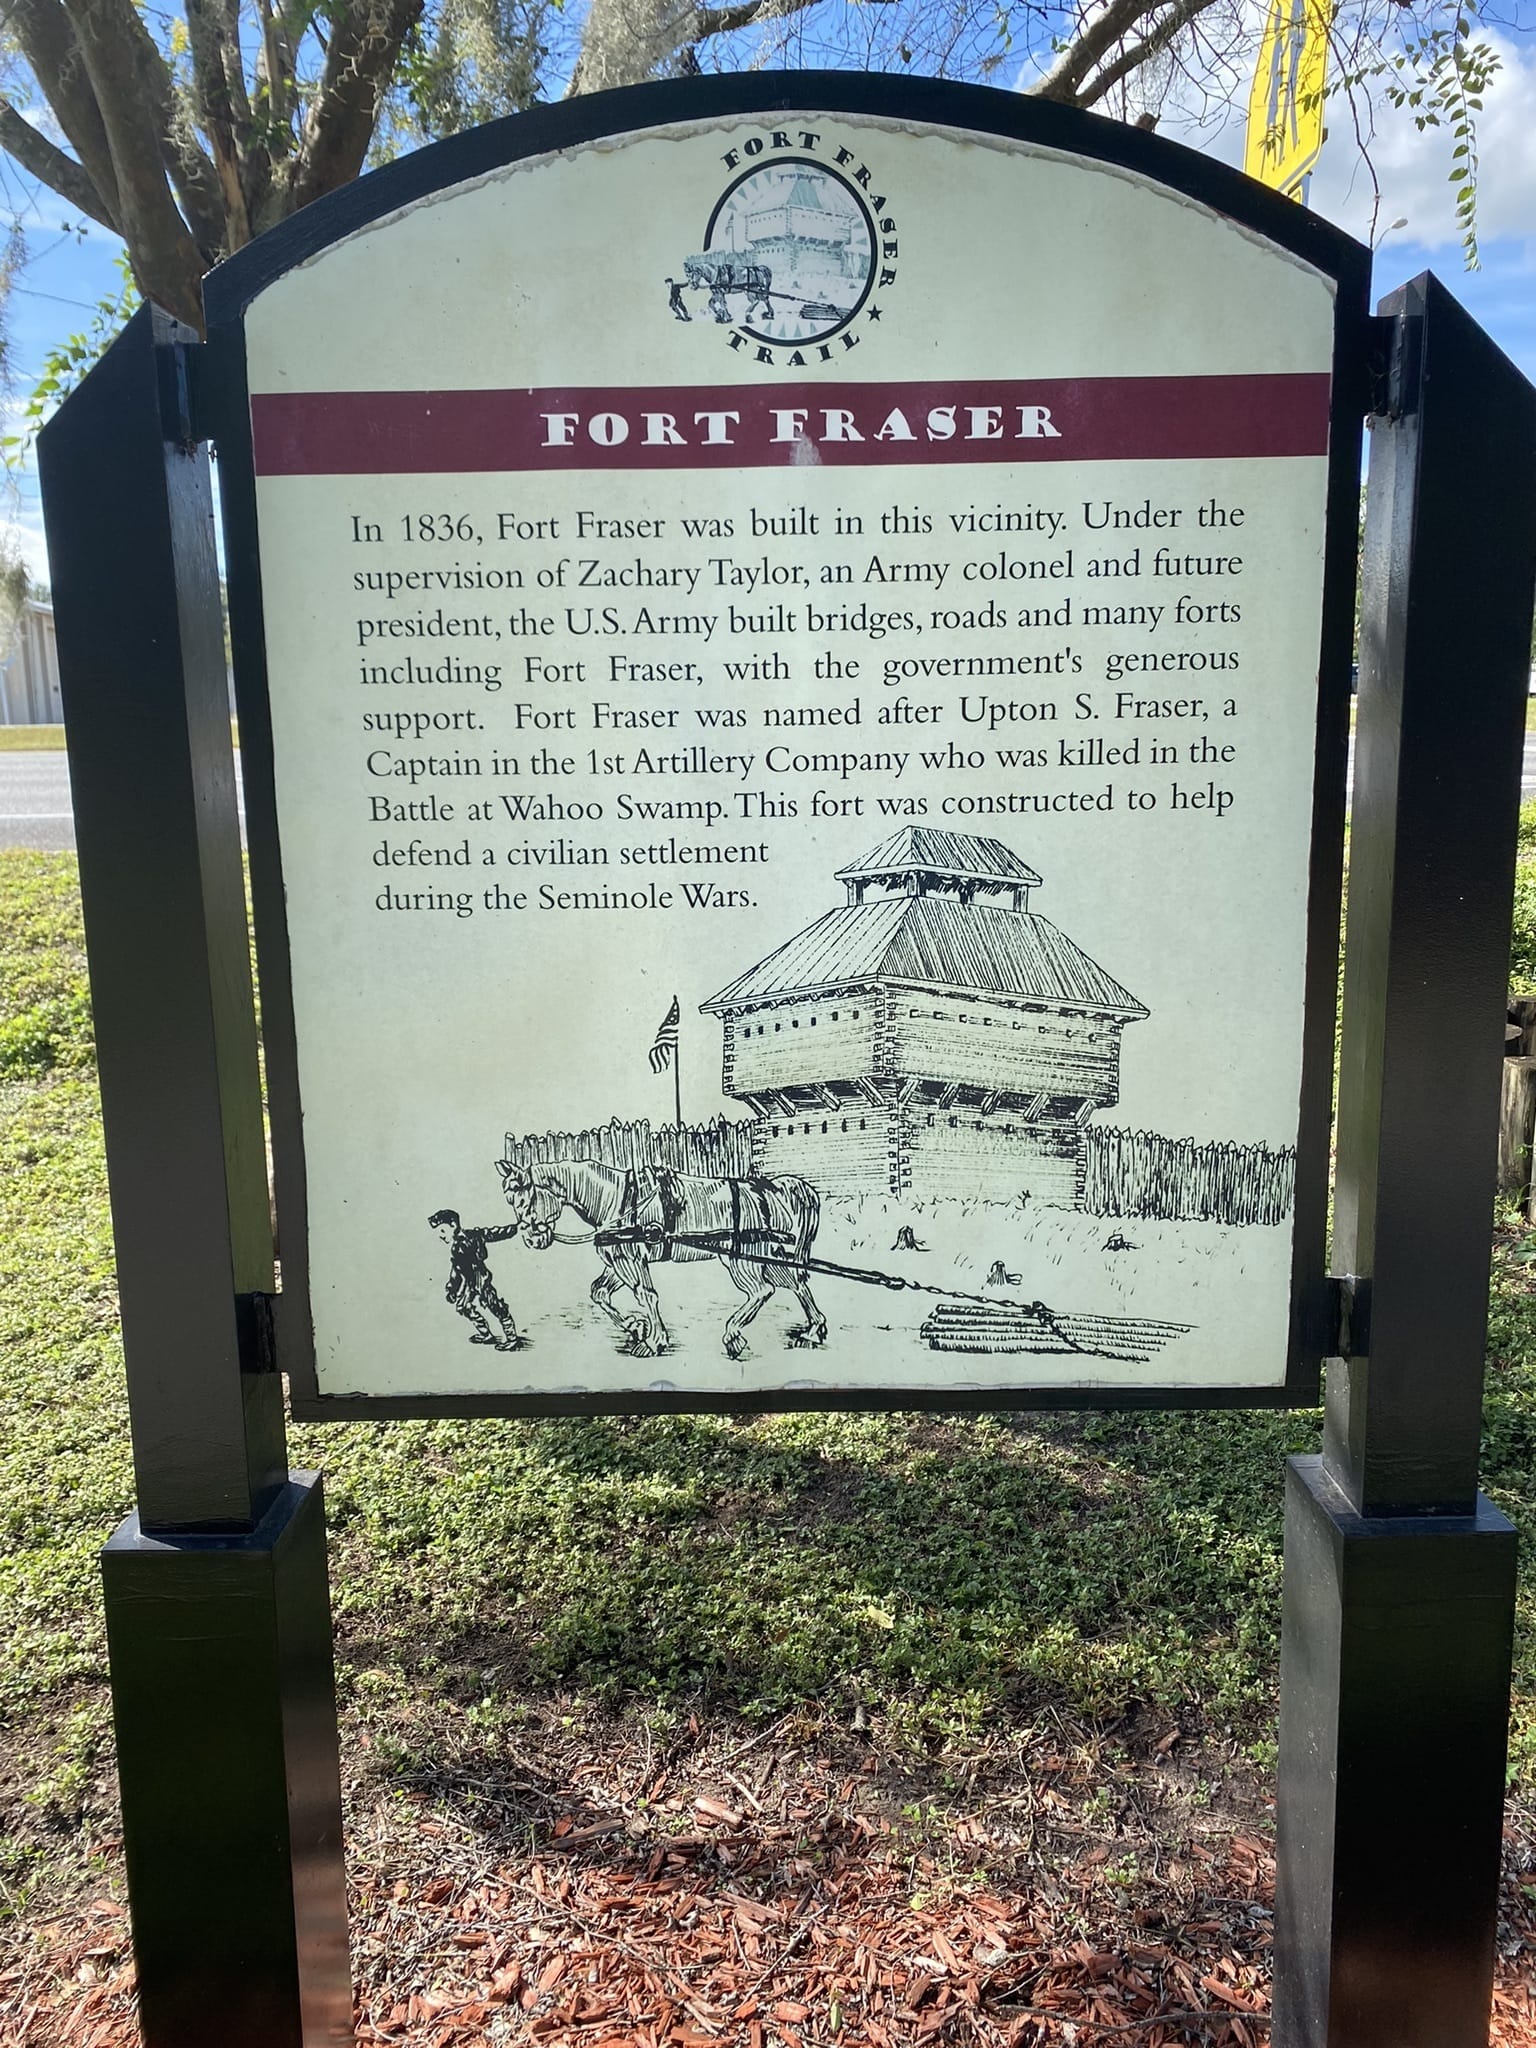 FORT FRASER
TRAIL
FORT FRASER
In 1836, Fort Fraser was built in this vicinity. Under the
supervision of Zachary Taylor, an Army colonel and future
president, the U.S. Army built bridges, roads and many forts
including Fort Fraser, with the government's generous
support. Fort Fraser was named after Upton S. Fraser, a
Captain in the 1st Artillery Company who was killed in the
Battle at Wahoo Swamp. This fort was constructed to help
defend a civilian settlement
during the Seminole Wars.